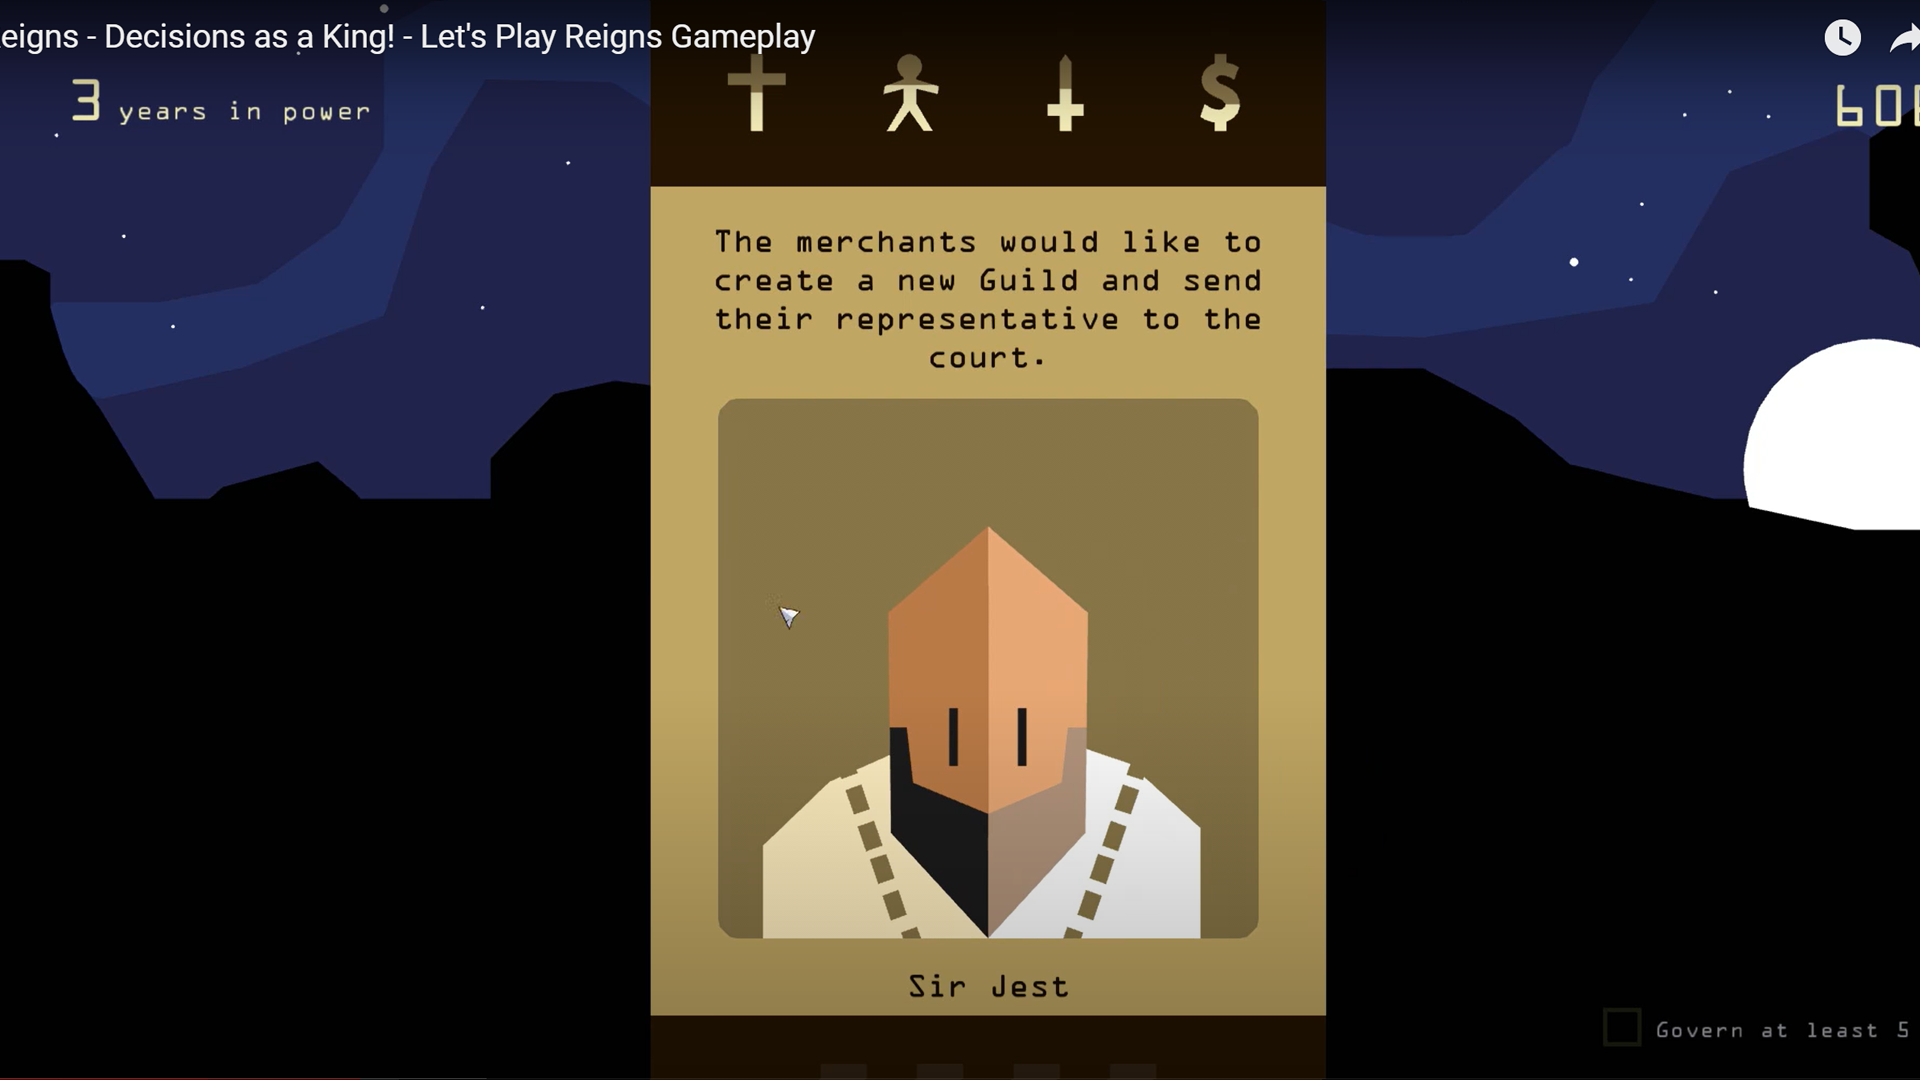 eigns - Decisions as a King! - Let's Play Reigns Gameplay
3 years in power
The merchants would like to
create a new Guild and send
their representative to the
court.
Sir Jest
Govern at least 5